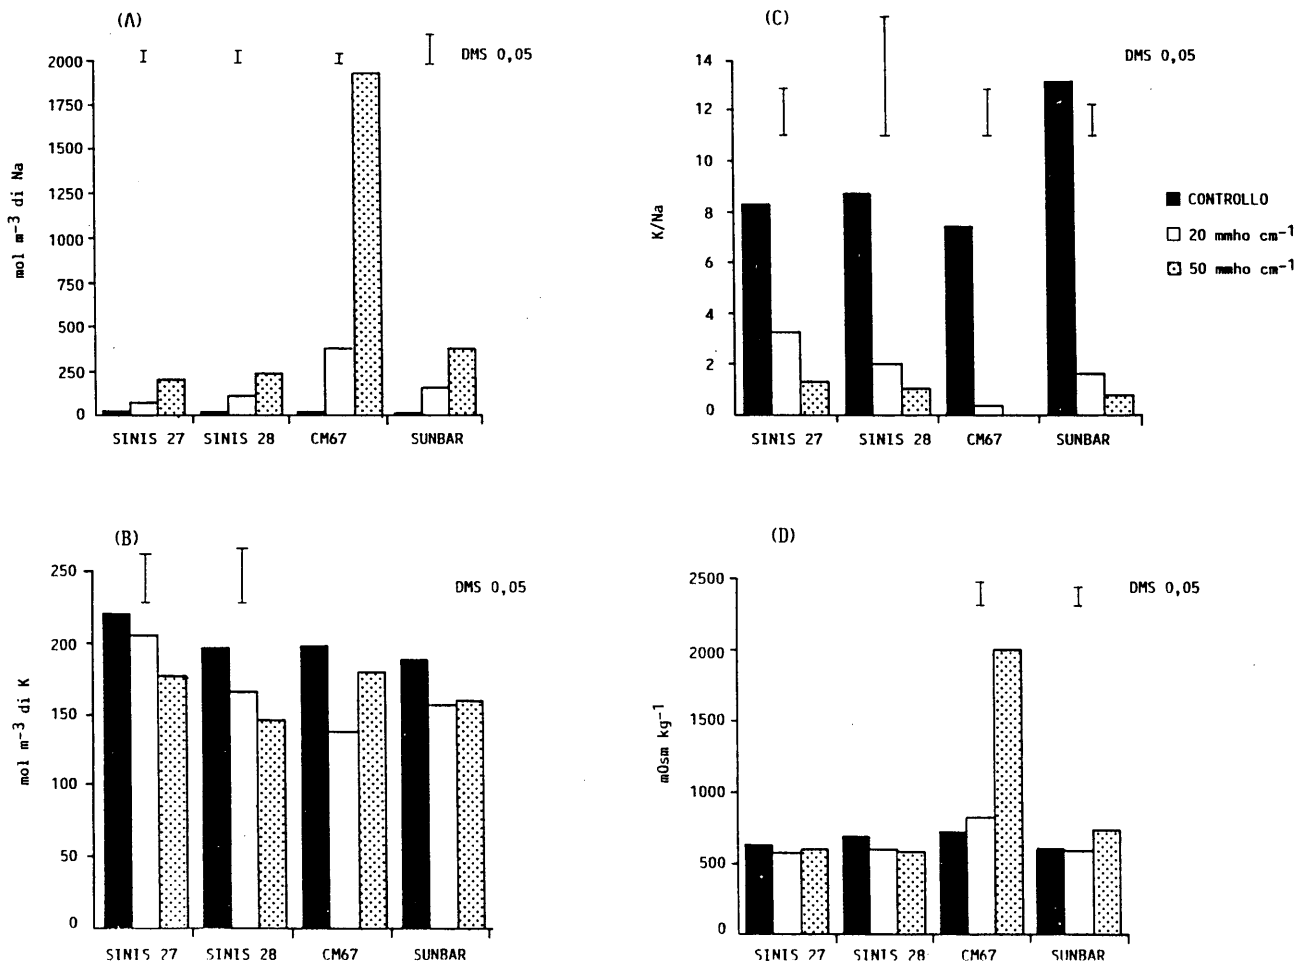 (A)
DMS 0,05
2000
1750
1500
1250
1000
750
500
250
0
mol m⁻³ di Na
SINIS 27 SINIS 28 CM67 SUNBAR
(C)
DMS 0,05
14
12
10
8
6
4
2
0
K/Na
SINIS 27 SINIS 28 CM67 SUNBAR
CONTROLLO
20 mmho cm⁻¹
50 mmho cm⁻¹
(B)
DMS 0,05
250
200
150
100
50
0
mol m⁻³ di K
SINIS 27 SINIS 28 CM67 SUNBAR
(D)
DMS 0,05
2500
2000
1500
1000
500
0
mOsm kg⁻¹
SINIS 27 SINIS 28 CM67 SUNBAR